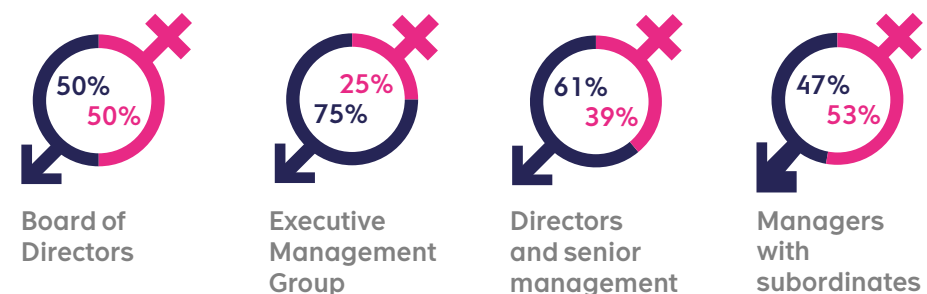 50%
50%
Board of
Directors
25%
75%
Executive
Management
Group
61%
39%
Directors
and senior
management
47%
53%
Managers
with
subordinates